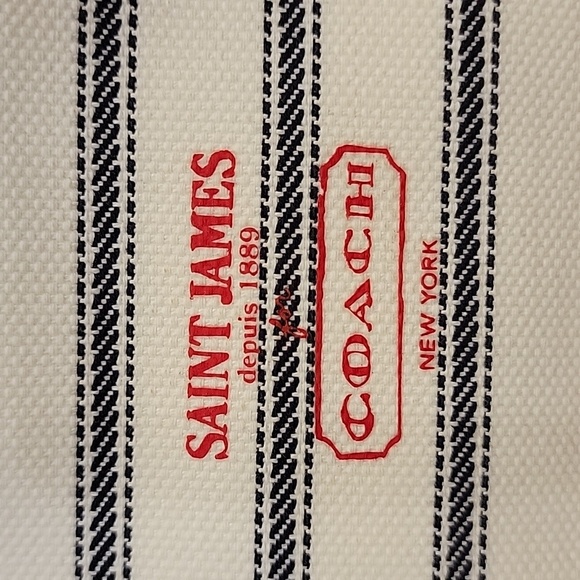 SAINT JAMES
depuis 1889
for
COACH
NEW YORK